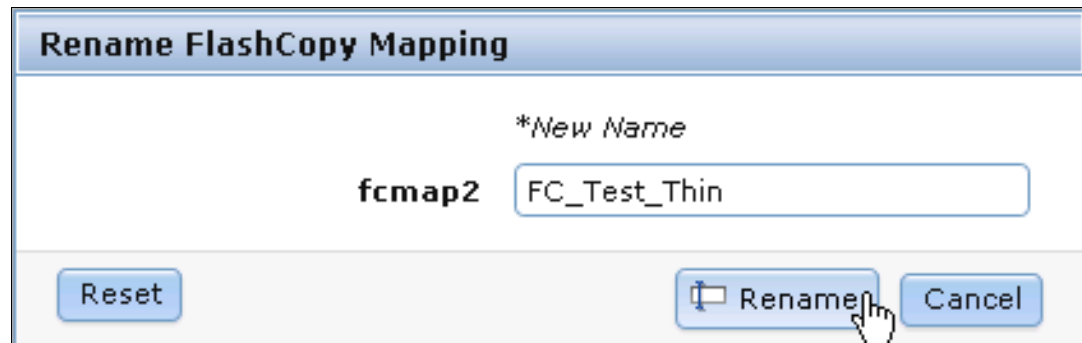 Rename FlashCopy Mapping
*New Name
fcmap2 FC_Test_Thin
Reset Rename Cancel